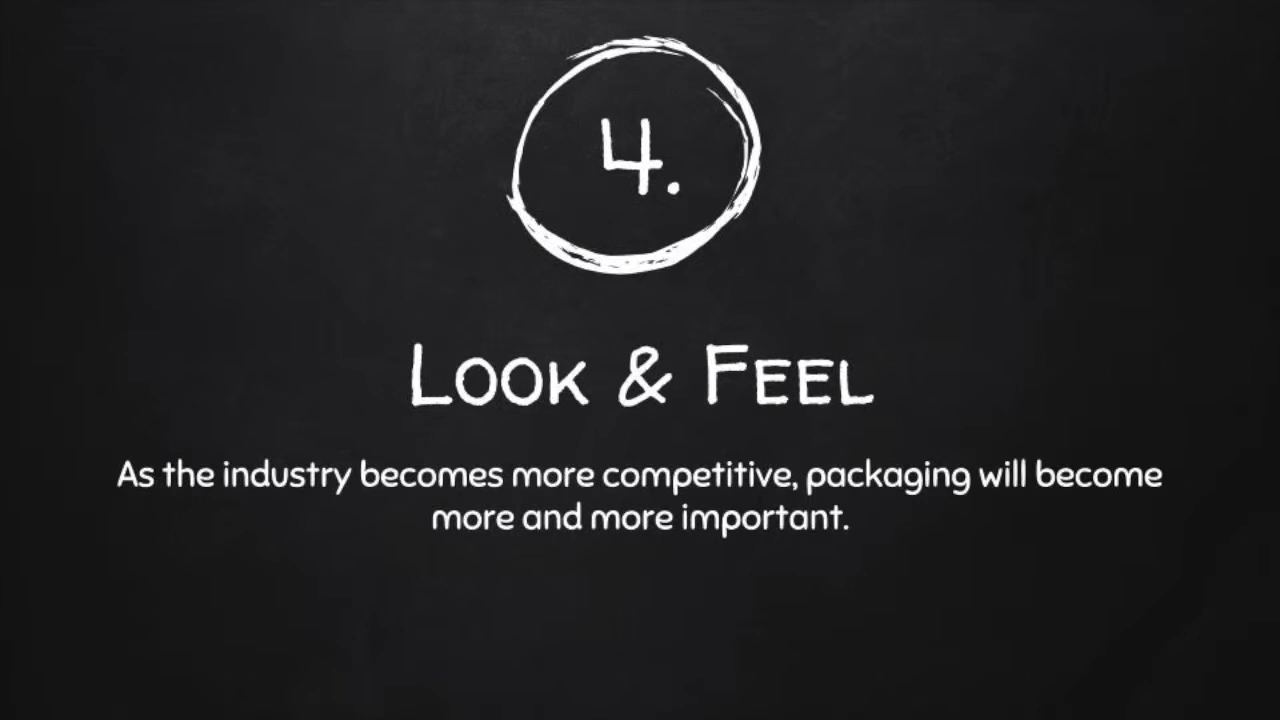 4.
Look & Feel
As the industry becomes more competitive, packaging will become
more and more important.